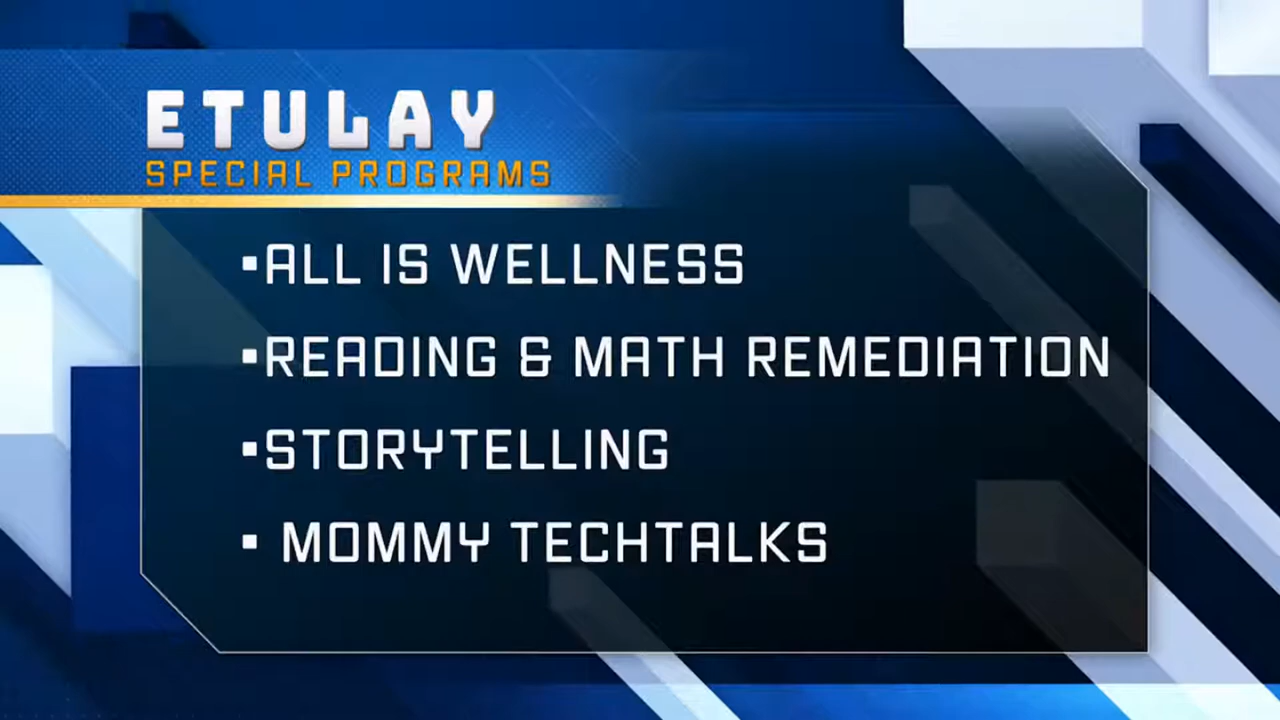 ETULAY
SPECIAL PROGRAMS
▪ALL IS WELLNESS
▪READING & MATH REMEDIATION
▪STORYTELLING
▪ MOMMY TECHTALKS